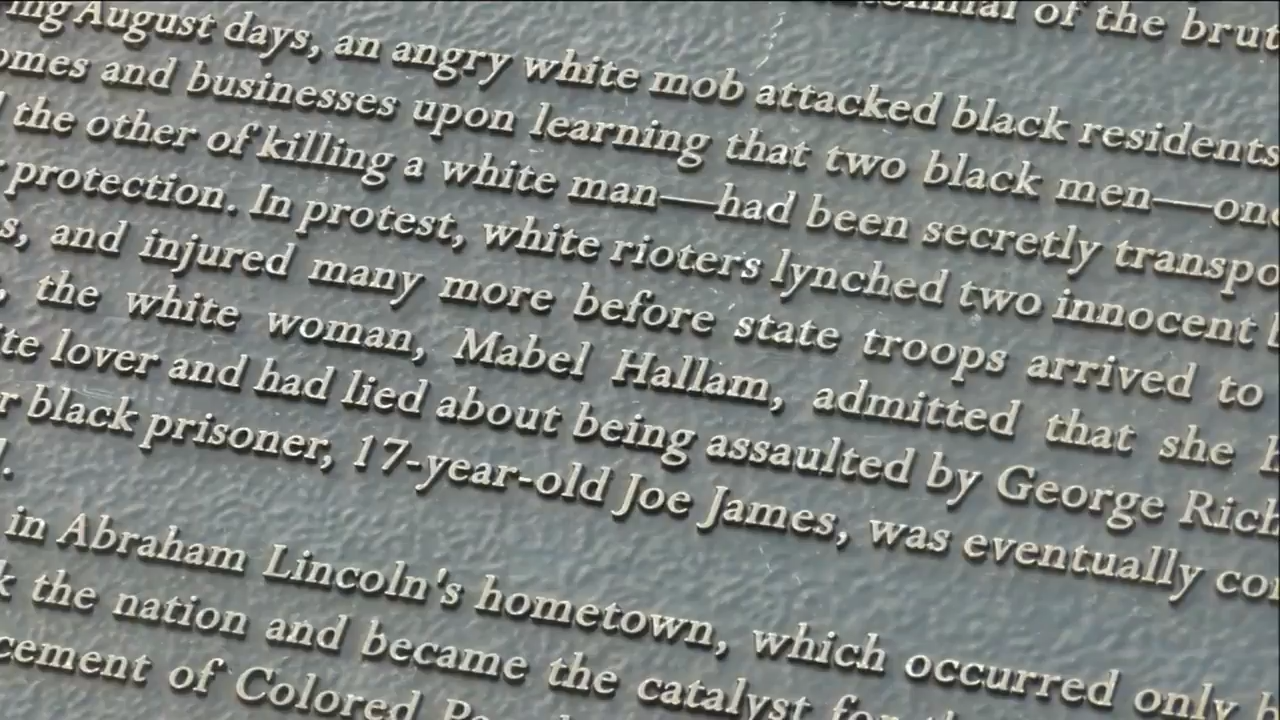 of the brut
ing August days, an angry white mob attacked black residents
omes and businesses upon learning that two black men—one
the other of killing a white man—had been secretly transpo
protection. In protest, white rioters lynched two innocent b
s, and injured many more before state troops arrived to
, the white woman, Mabel Hallam, admitted that she h
te lover and had lied about being assaulted by George Rich
r black prisoner, 17-year-old Joe James, was eventually co
l.
in Abraham Lincoln's hometown, which occurred only b
k the nation and became the catalyst
cement of Colored